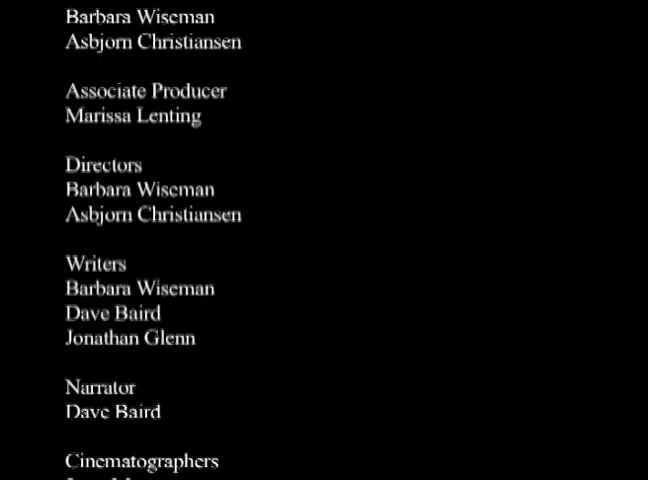 Barbara Wiseman
Asbjorn Christiansen
Associate Producer
Marissa Lenting
Directors
Barbara Wiseman
Asbjorn Christiansen
Writers
Barbara Wiseman
Dave Baird
Jonathan Glenn
Narrator
Dave Baird
Cinematographers